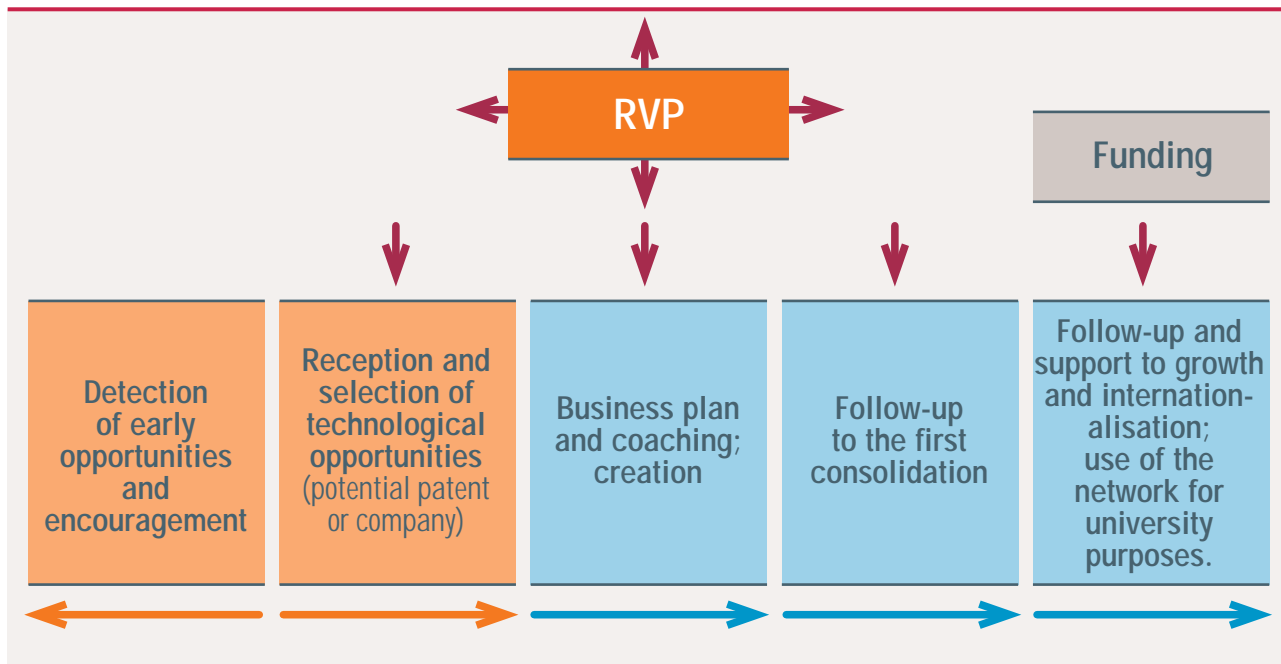 RVP
Funding
Detection
of early
opportunities
and
encouragement
Reception and
selection of
technological
opportunities
(potential patent
or company)
Business plan
and coaching;
creation
Follow-up
to the first
consolidation
Follow-up and
support to growth
and internation-
alisation;
use of the
network for
university
purposes.